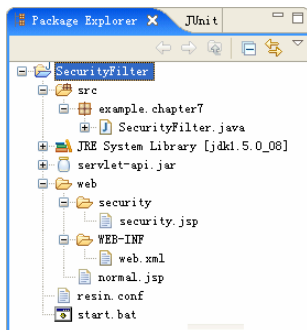 Package Explorer JUnit
SecurityFilter
src
example.chapter7
SecurityFilter.java
JRE System Library [jdk1.5.0_08]
servlet-api.jar
web
security
security.jsp
WEB-INF
web.xml
normal.jsp
resin.conf
start.bat